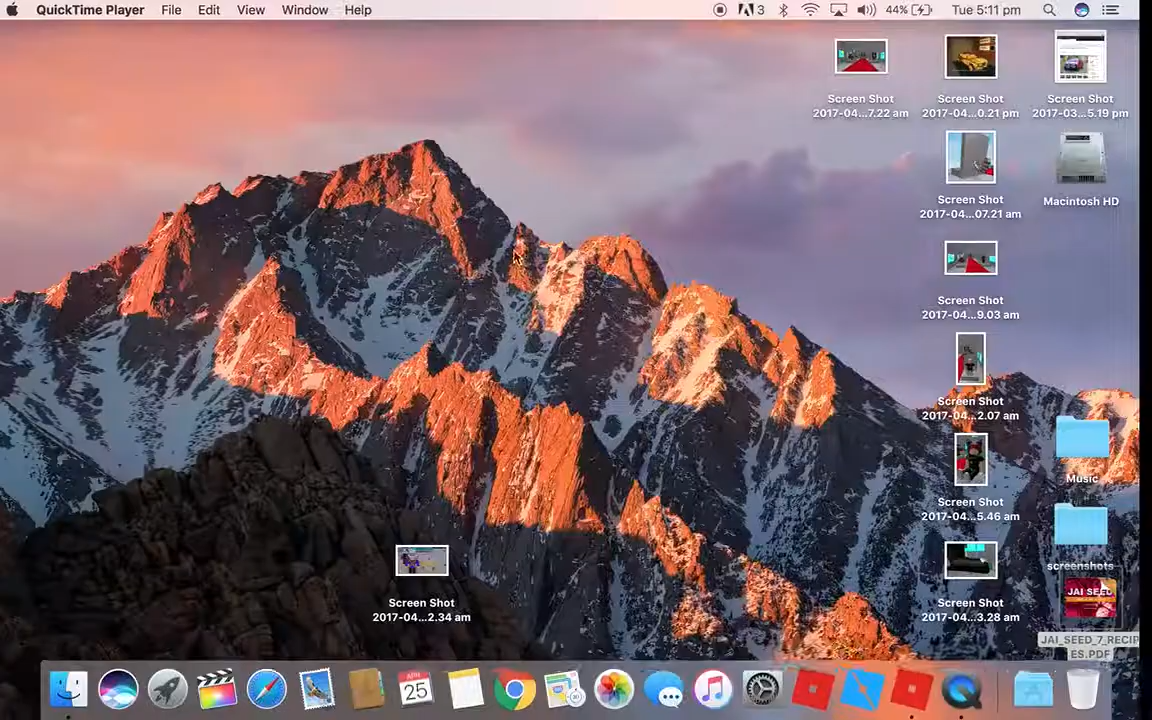 QuickTime Player File Edit View Window Help 3 44% Tue 5:11 pm
Screen Shot
2017-04...7.22 am
Screen Shot
2017-04...0.21 pm
Screen Shot
2017-03...5.19 pm
Screen Shot
2017-04...07.21 am
Macintosh HD
Screen Shot
2017-04...9.03 am
Screen Shot
2017-04...2.07 am
Music
Screen Shot
2017-04...5.46 am
screenshots
Screen Shot
2017-04...2.34 am
Screen Shot
2017-04...3.28 am
JAI SEED
JAI_SEED_7_RECIP
ES.PDF
25